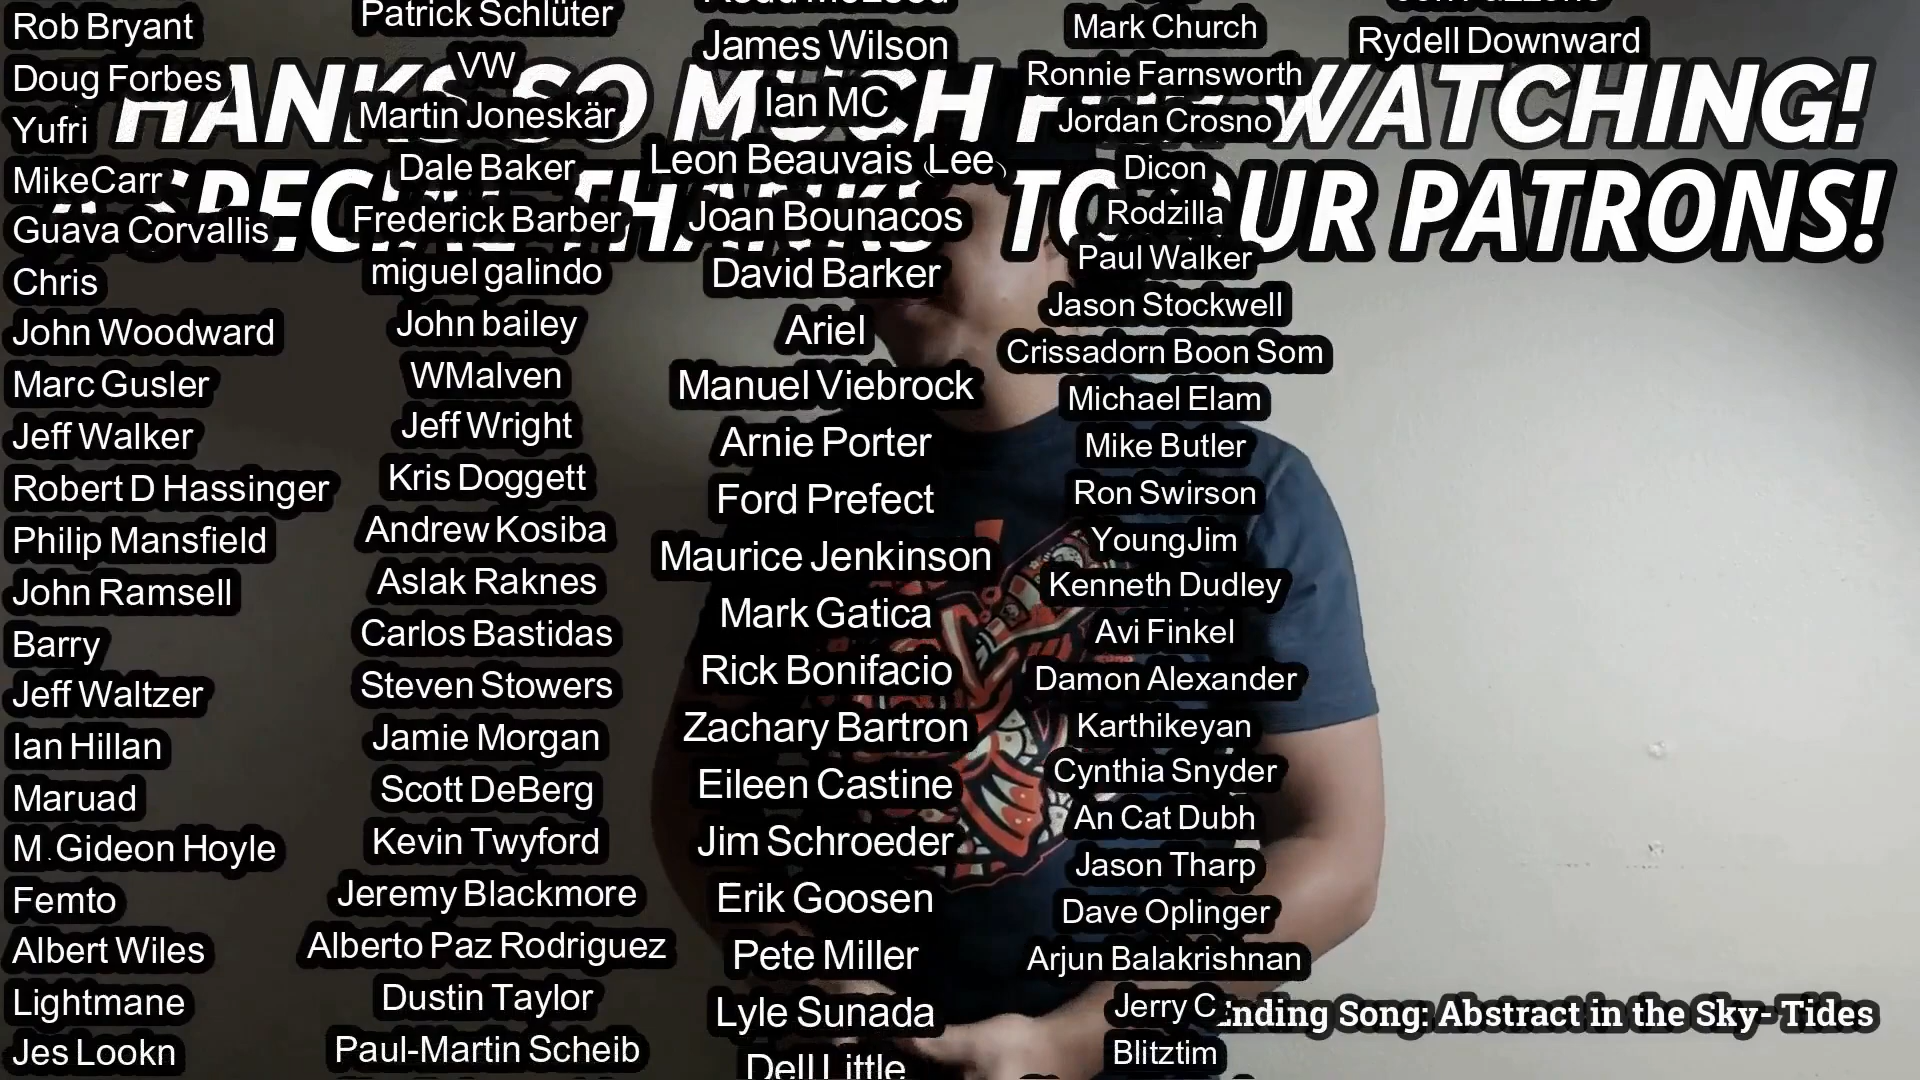 HANKS SO MUCH F WATCHING!
A SPECIAL THANKS TO OUR PATRONS!
Rob Bryant
Doug Forbes
Yufri
MikeCarr
Guava Corvallis
Chris
John Woodward
Marc Gusler
Jeff Walker
Robert D Hassinger
Philip Mansfield
John Ramsell
Barry
Jeff Waltzer
Ian Hillan
Maruad
M. Gideon Hoyle
Femto
Albert Wiles
Lightmane
Jes Lookn
Patrick Schlüter
VW
Martin Joneskär
Dale Baker
Frederick Barber
miguel galindo
John bailey
WMalven
Jeff Wright
Kris Doggett
Andrew Kosiba
Aslak Raknes
Carlos Bastidas
Steven Stowers
Jamie Morgan
Scott DeBerg
Kevin Twyford
Jeremy Blackmore
Alberto Paz Rodriguez
Dustin Taylor
Paul-Martin Scheib
James Wilson
Ian MC
Leon Beauvais Lee
Joan Bounacos
David Barker
Ariel
Manuel Viebrock
Arnie Porter
Ford Prefect
Maurice Jenkinson
Mark Gatica
Rick Bonifacio
Zachary Bartron
Eileen Castine
Jim Schroeder
Erik Goosen
Pete Miller
Lyle Sunada
Dell Little
Mark Church
Ronnie Farnsworth
Jordan Crosno
Dicon
Rodzilla
Paul Walker
Jason Stockwell
Crissadorn Boon Som
Michael Elam
Mike Butler
Ron Swirson
YoungJim
Kenneth Dudley
Avi Finkel
Damon Alexander
Karthikeyan
Cynthia Snyder
An Cat Dubh
Jason Tharp
Dave Oplinger
Arjun Balakrishnan
Jerry C
Blitztim
Rydell Downward
Ending Song: Abstract in the Sky- Tides